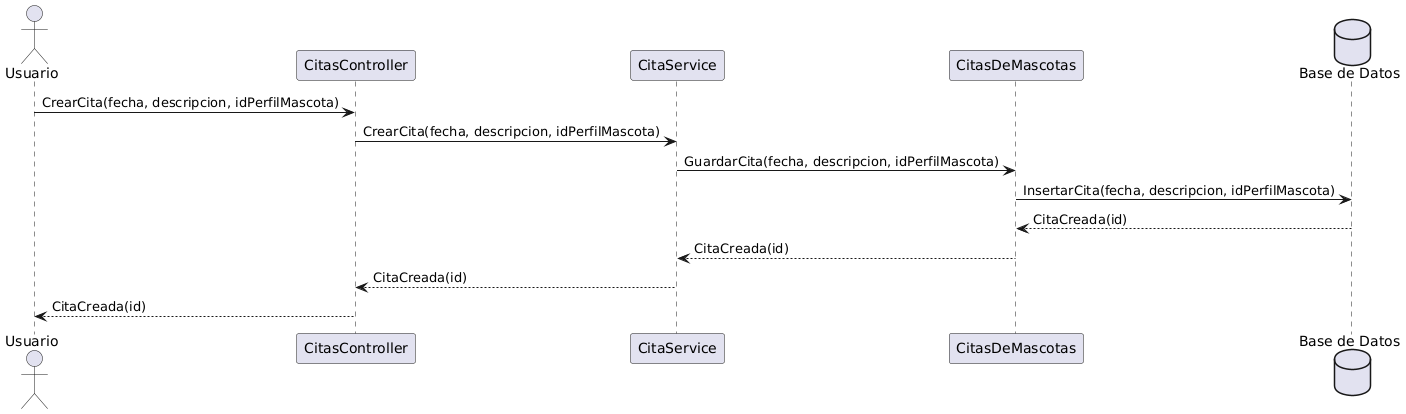 Usuario
CitasController
CitaService
CitasDeMascotas
Base de Datos
CrearCita(fecha, descripcion, idPerfilMascota)
CrearCita(fecha, descripcion, idPerfilMascota)
GuardarCita(fecha, descripcion, idPerfilMascota)
InsertarCita(fecha, descripcion, idPerfilMascota)
CitaCreada(id)
CitaCreada(id)
CitaCreada(id)
CitaCreada(id)
Usuario
CitasController
CitaService
CitasDeMascotas
Base de Datos